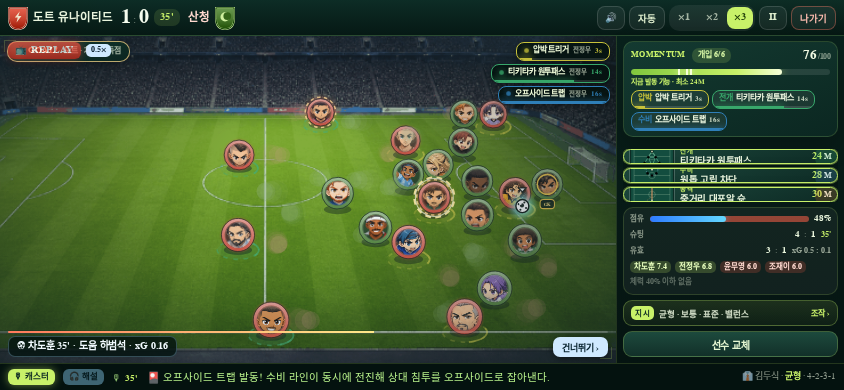 도트 유나이티드 1 : 0 35' 산청
자동 ×1 ×2 ×3 II 나가기
REPLAY 0.5×
압박 트리거 전정우 3s
티키타카 원투패스 전정우 14s
오프사이드 트랩 전정우 16s
MOMENTUM 개입 6/6 76 /100
지금 발동 가능 · 최소 24M
압박 압박 트리거 3s 전개 티키타카 원투패스 14s
수비 오프사이드 트랩 16s
티키타카 원투패스 24 M
원톱 고립 차단 28 M
중거리 대포알 슛 30 M
점유 48%
슈팅 4 : 1 35'
유효 3 : 1 xG 0.5 : 0.1
차도훈 7.4 전정우 6.8 윤무영 6.0 조재이 6.0
체력 40% 이하 없음
지시 균형 · 보통 · 표준 · 밸런스 조작 ›
차도훈 35' · 도움 하범석 · xG 0.16
건너뛰기 ›
선수 교체
캐스터 해설 35' 오프사이드 트랩 발동! 수비 라인이 동시에 전진해 상대 침투를 오프사이드로 잡아낸다.
김두식 · 균형 · 4-2-3-1